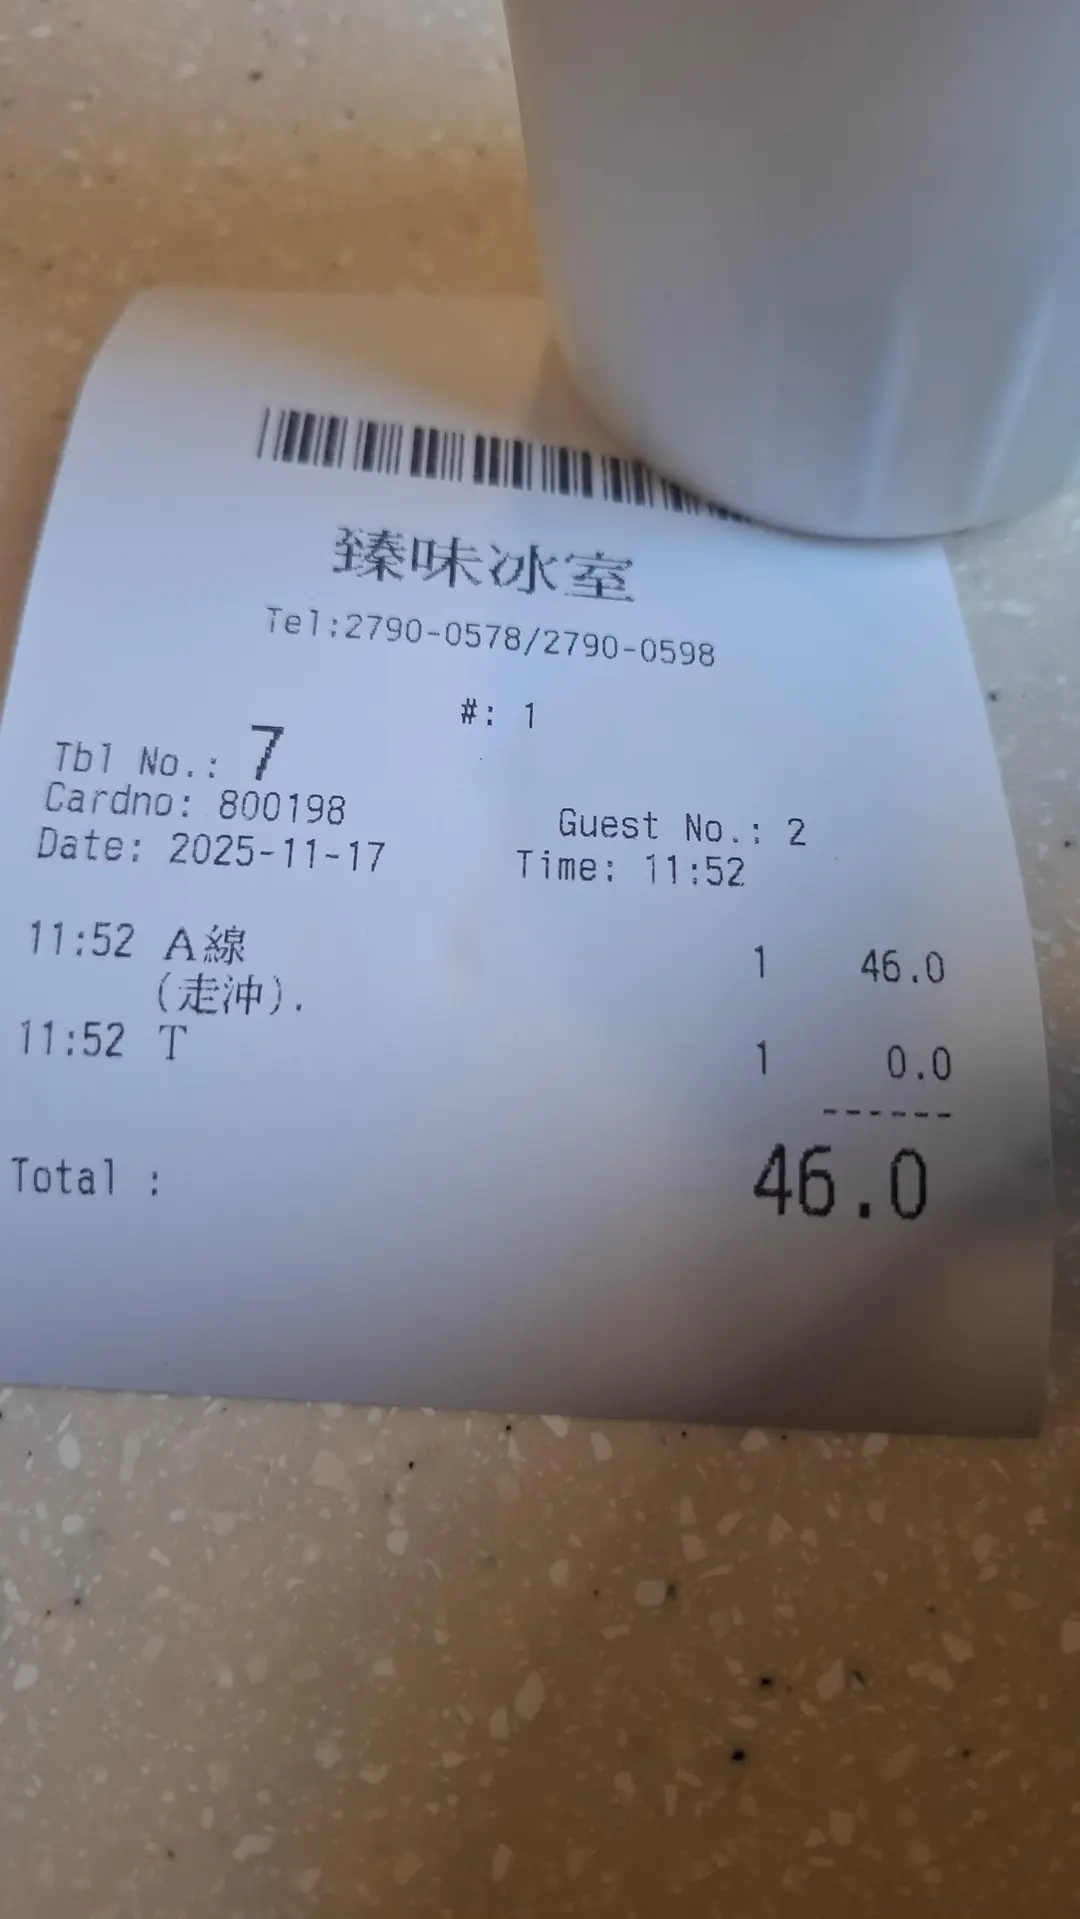 臻味冰室
Tel:2790-0578/2790-0598
#: 1
Tbl No.: 7
Cardno: 800198
Guest No.: 2
Date: 2025-11-17 Time: 11:52
11:52 A線 1 46.0
(走沖).
11:52 T 1 0.0
------
Total : 46.0